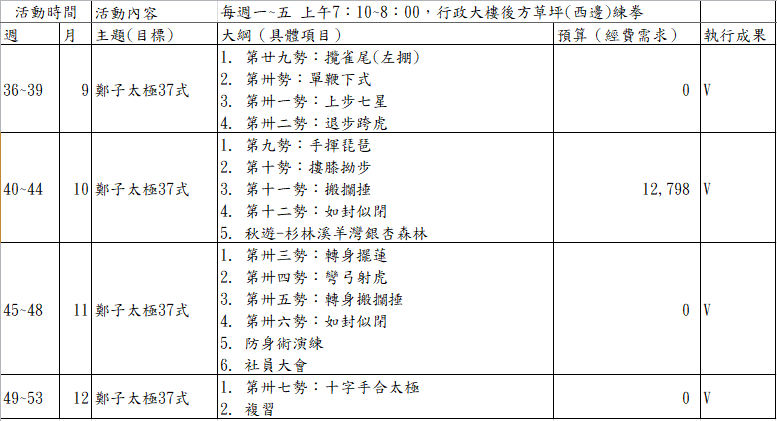 活動時間 活動內容 每週一~五 上午7：10~8：00，行政大樓後方草坪(西邊)練拳
週 月 主題(目標) 大綱（具體項目） 預算（經費需求） 執行成果
36~39 9 鄭子太極37式 0 V
1. 第廿九勢：攬雀尾(左掤)
2. 第卅勢：單鞭下式
3. 第卅一勢：上步七星
4. 第卅二勢：退步跨虎
40~44 10 鄭子太極37式 12,798 V
1. 第九勢：手揮琵琶
2. 第十勢：摟膝拗步
3. 第十一勢：搬攔捶
4. 第十二勢：如封似閉
5. 秋遊-杉林溪羊灣銀杏森林
45~48 11 鄭子太極37式 0 V
1. 第卅三勢：轉身擺蓮
2. 第卅四勢：彎弓射虎
3. 第卅五勢：轉身搬攔捶
4. 第卅六勢：如封似閉
5. 防身術演練
6. 社員大會
49~53 12 鄭子太極37式 0 V
1. 第卅七勢：十字手合太極
2. 複習